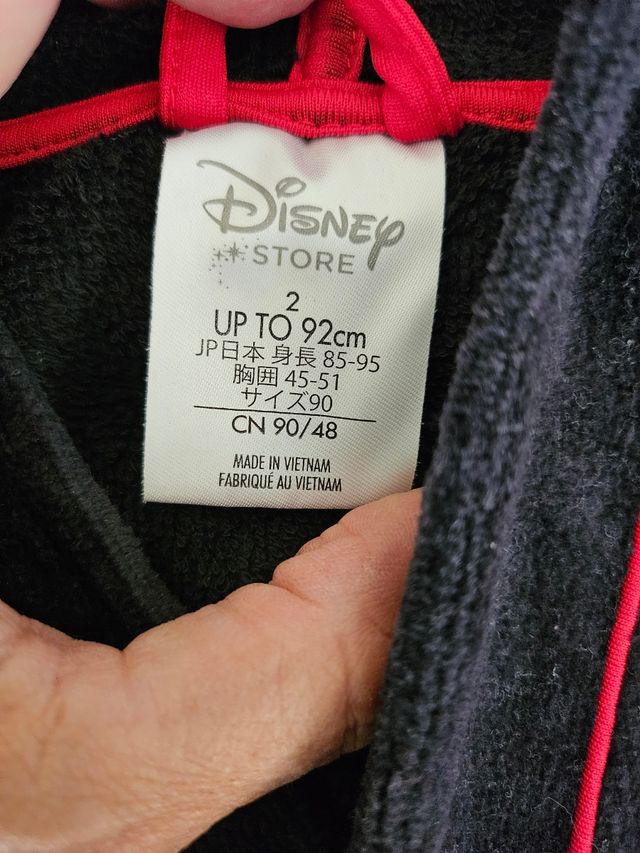 Disney
STORE
2
UP TO 92cm
JP日本 身長 85-95
胸囲 45-51
サイズ90
CN 90/48
MADE IN VIETNAM
FABRIQUÉ AU VIETNAM